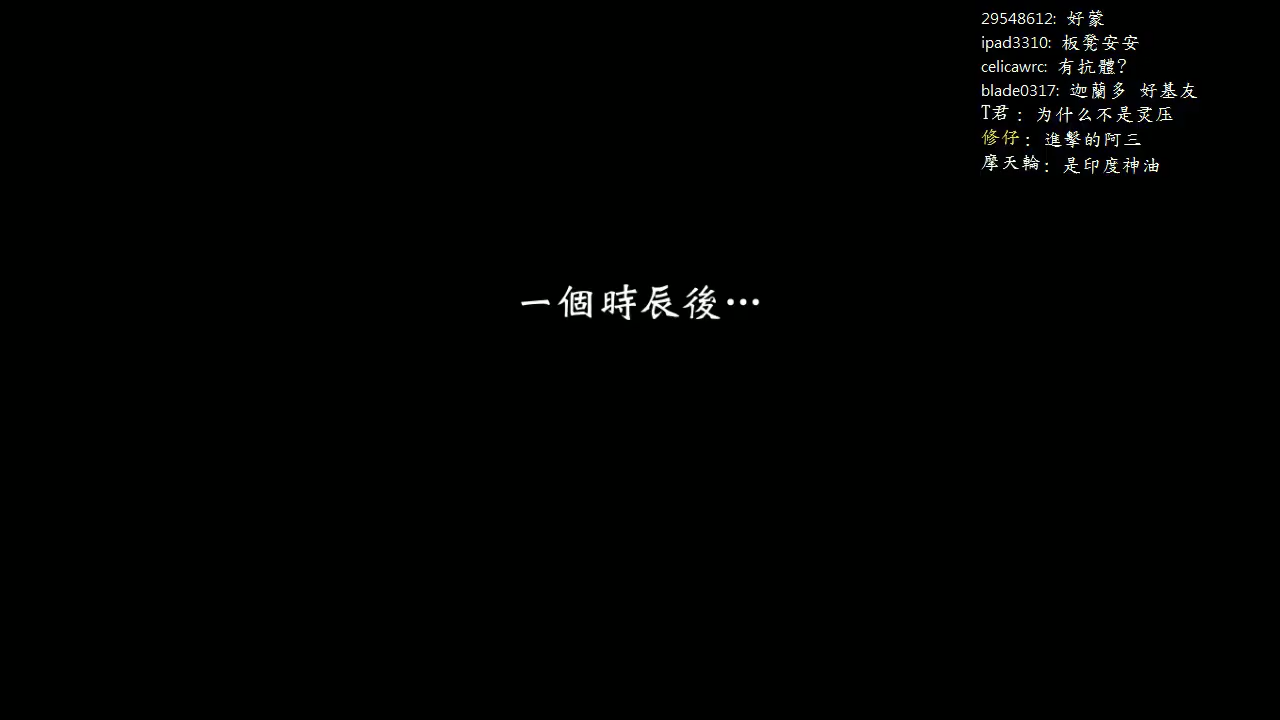 29548612: 好蒙
ipad3310: 板凳安安
celicawrc: 有抗體?
blade0317: 迦蘭多 好基友
T君: 为什么不是灵压
修仔: 進擊的阿三
摩天輪: 是印度神油
一個時辰後…